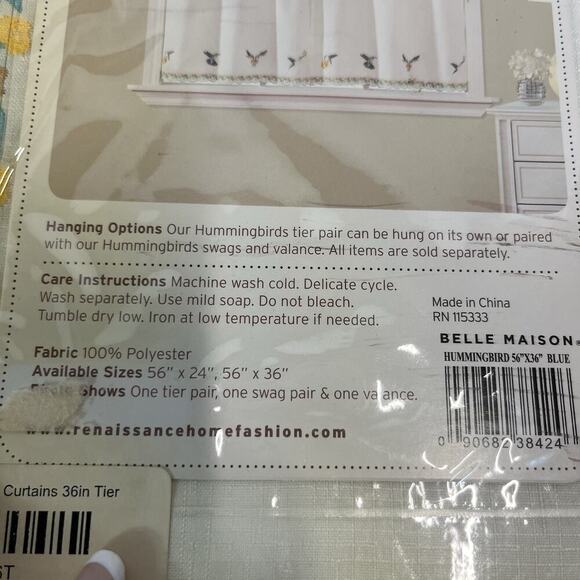 Hanging Options Our Hummingbirds tier pair can be hung on its own or paired
with our Hummingbirds swags and valance. All items are sold separately.
Care Instructions Machine wash cold. Delicate cycle.
Wash separately. Use mild soap. Do not bleach.
Tumble dry low. Iron at low temperature if needed.
Made in China
RN 115333
BELLE MAISON
HUMMINGBIRD 56"X36" BLUE
Fabric 100% Polyester
Available Sizes 56" x 24", 56" x 36"
Shows One tier pair, one swag pair & one valance.
www.renaissancehomefashion.com
0 90682 38424
Curtains 36in Tier